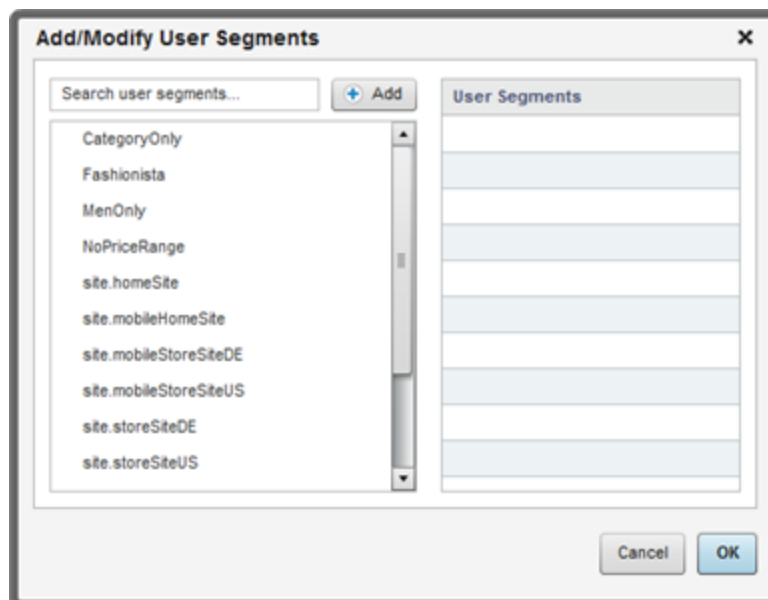 Add/Modify User Segments
Search user segments...
Add
User Segments
CategoryOnly
Fashionista
MenOnly
NoPriceRange
site.homeSite
site.mobileHomeSite
site.mobileStoreSiteDE
site.mobileStoreSiteUS
site.storeSiteDE
site.storeSiteUS
Cancel
OK